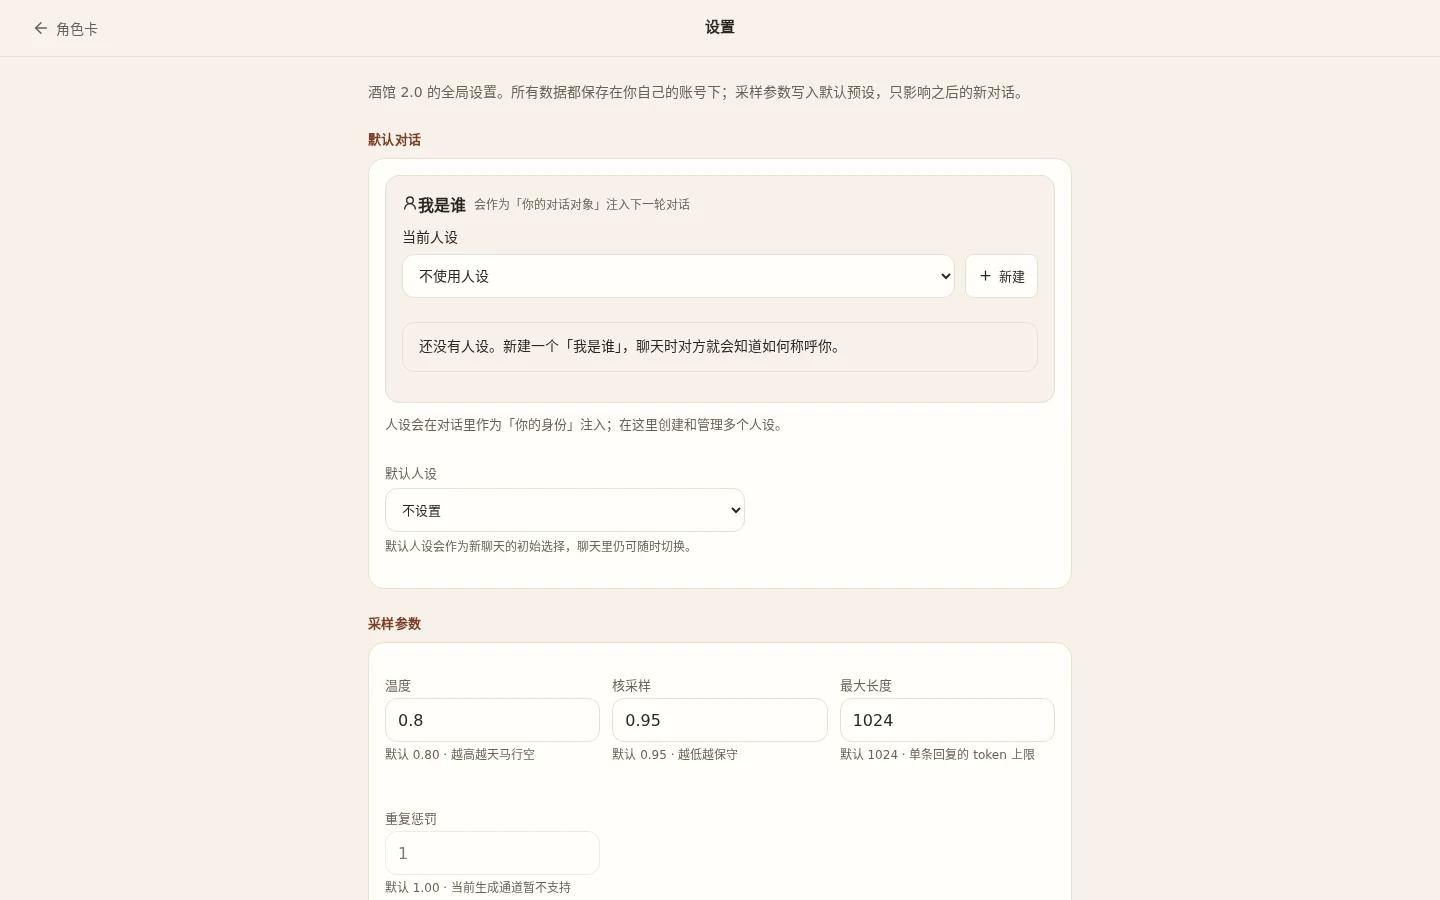 角色卡
设置
酒馆 2.0 的全局设置。所有数据都保存在你自己的账号下；采样参数写入默认预设，只影响之后的新对话。
默认对话
我是谁 会作为「你的对话对象」注入下一轮对话
当前人设
不使用人设
新建
还没有人设。新建一个「我是谁」，聊天时对方就会知道如何称呼你。
人设会在对话里作为「你的身份」注入；在这里创建和管理多个人设。
默认人设
不设置
默认人设会作为新聊天的初始选择，聊天里仍可随时切换。
采样参数
温度 核采样 最大长度
0.8 0.95 1024
默认 0.80 · 越高越天马行空 默认 0.95 · 越低越保守 默认 1024 · 单条回复的 token 上限
重复惩罚
1
默认 1.00 · 当前生成通道暂不支持